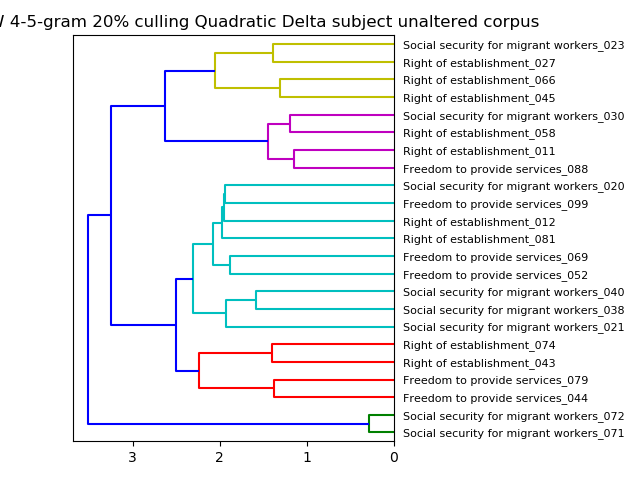 4-5-gram 20% culling Quadratic Delta subject unaltered corpus
Social security for migrant workers_023
Right of establishment_027
Right of establishment_066
Right of establishment_045
Social security for migrant workers_030
Right of establishment_058
Right of establishment_011
Freedom to provide services_088
Social security for migrant workers_020
Freedom to provide services_099
Right of establishment_012
Right of establishment_081
Freedom to provide services_069
Freedom to provide services_052
Social security for migrant workers_040
Social security for migrant workers_038
Social security for migrant workers_021
Right of establishment_074
Right of establishment_043
Freedom to provide services_079
Freedom to provide services_044
Social security for migrant workers_072
Social security for migrant workers_071
3 2 1 0